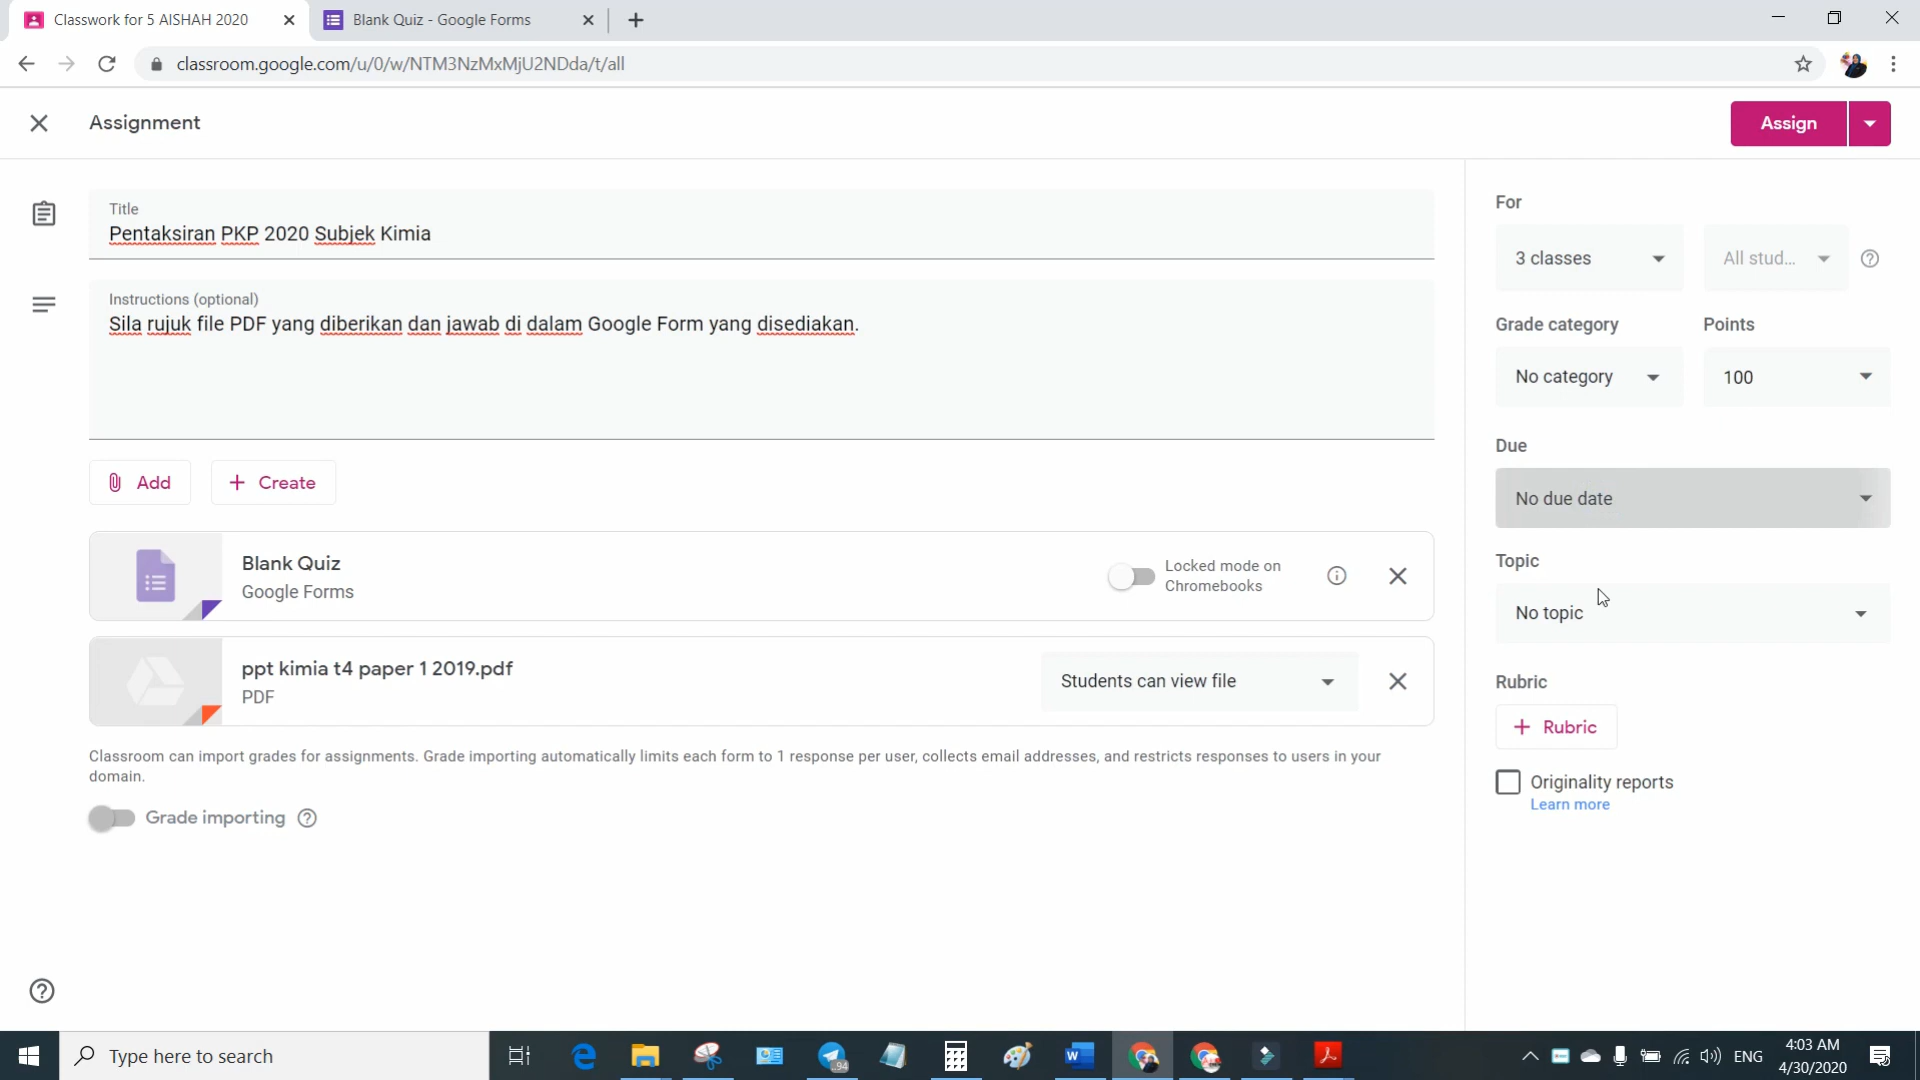 Classwork for 5 AISHAH 2020
Blank Quiz - Google Forms
classroom.google.com/u/0/w/NTM3NzMxMjU2NDda/t/all
Assignment
Assign
Title
Pentaksiran PKP 2020 Subjek Kimia
Instructions (optional)
Sila rujuk file PDF yang diberikan dan jawab di dalam Google Form yang disediakan.
Add
Create
Blank Quiz
Google Forms
Locked mode on
Chromebooks
ppt kimia t4 paper 1 2019.pdf
PDF
Students can view file
Classroom can import grades for assignments. Grade importing automatically limits each form to 1 response per user, collects email addresses, and restricts responses to users in your
domain.
Grade importing
For
3 classes
All stud...
Grade category
Points
No category
100
Due
No due date
Topic
No topic
Rubric
Rubric
Originality reports
Learn more
Type here to search
94
ENG
4:03 AM
4/30/2020